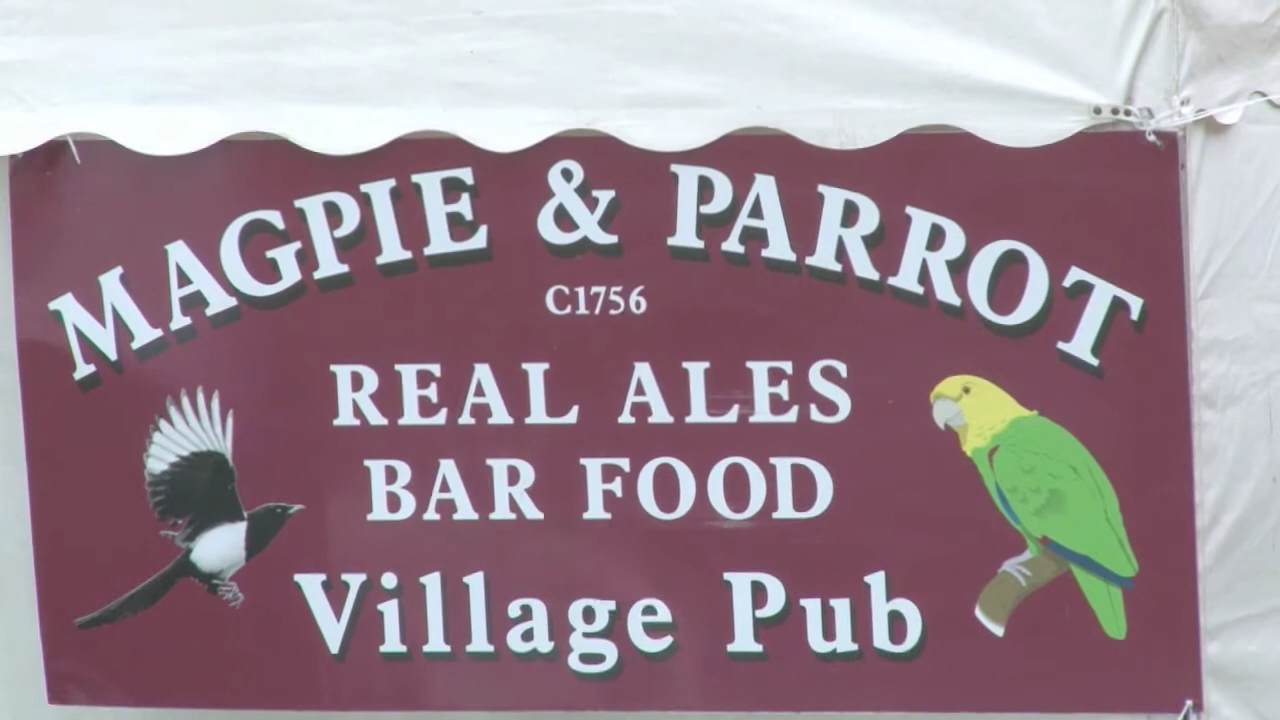 MAGPIE & PARROT
C1756
REAL ALES
BAR FOOD
Village Pub